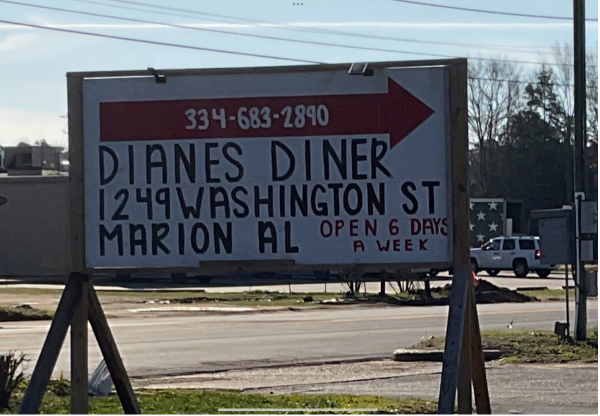 334-683-2890
DIANES DINER
1249 WASHINGTON ST
MARION AL
OPEN 6 DAYS
A WEEK